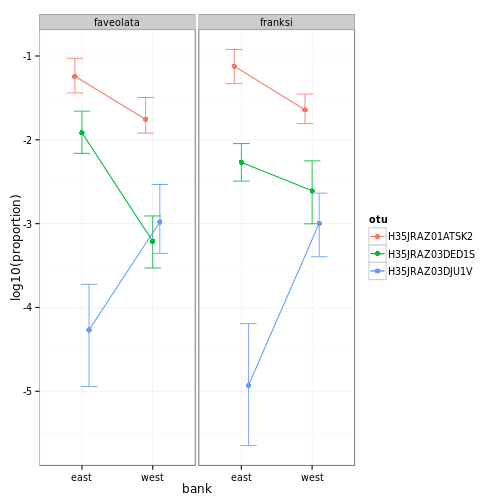 faveolata franksi
-1
-2
-3
-4
-5
log10(proportion)
east west east west
bank
otu
H35JRAZ01ATSK2
H35JRAZ03DED1S
H35JRAZ03DJU1V